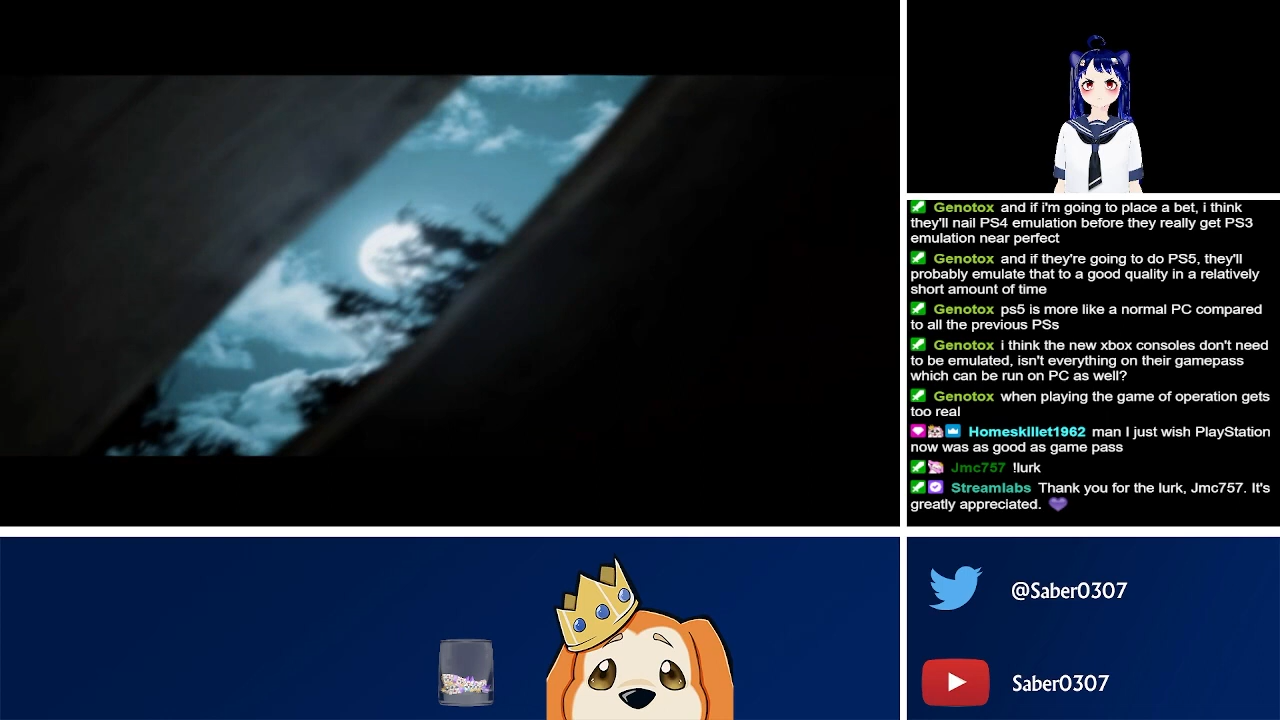 Genotox and if i'm going to place a bet, i think
they'll nail PS4 emulation before they really get PS3
emulation near perfect
Genotox and if they're going to do PS5, they'll
probably emulate that to a good quality in a relatively
short amount of time
Genotox ps5 is more like a normal PC compared
to all the previous PSs
Genotox i think the new xbox consoles don't need
to be emulated, isn't everything on their gamepass
which can be run on PC as well?
Genotox when playing the game of operation gets
too real
Homeskillet1962 man I just wish PlayStation
now was as good as game pass
Jmc757 !lurk
Streamlabs Thank you for the lurk, Jmc757. It's
greatly appreciated.
@Saber0307
Saber0307